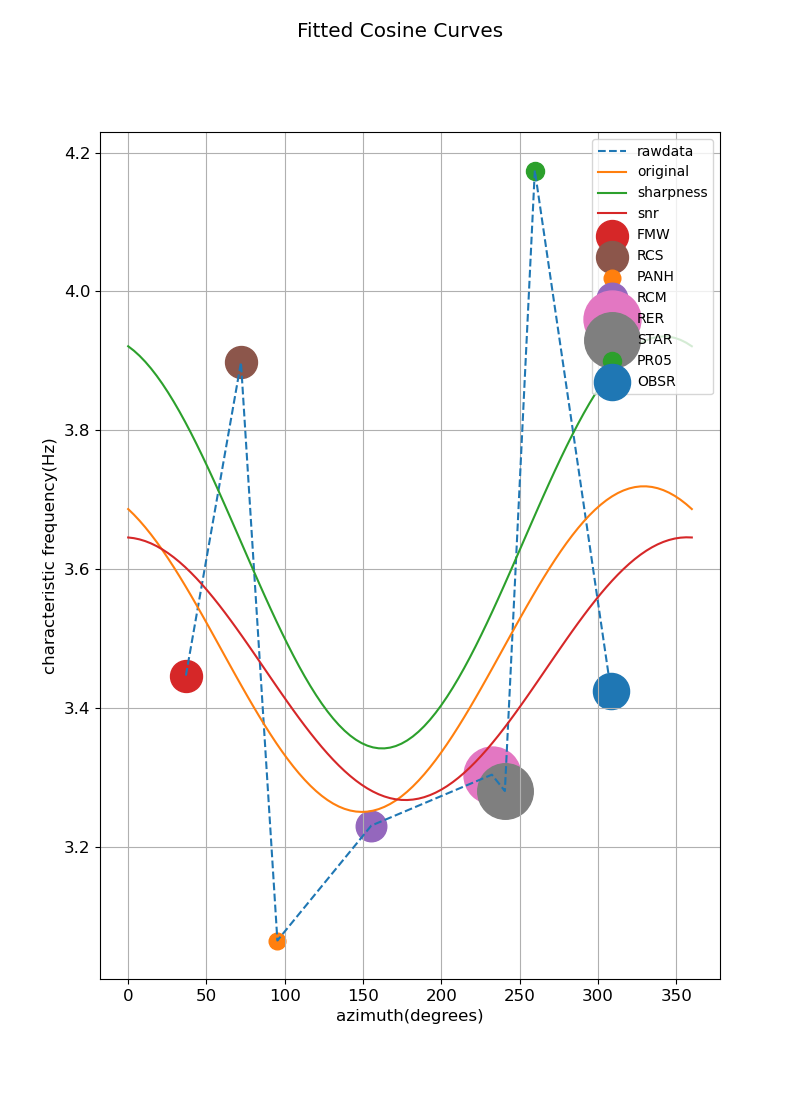 Fitted Cosine Curves
4.2
4.0
3.8
3.6
3.4
3.2
characteristic frequency(Hz)
rawdata
original
sharpness
snr
FMW
RCS
PANH
RCM
RER
STAR
PR05
OBSR
0 50 100 150 200 250 300 350
azimuth(degrees)